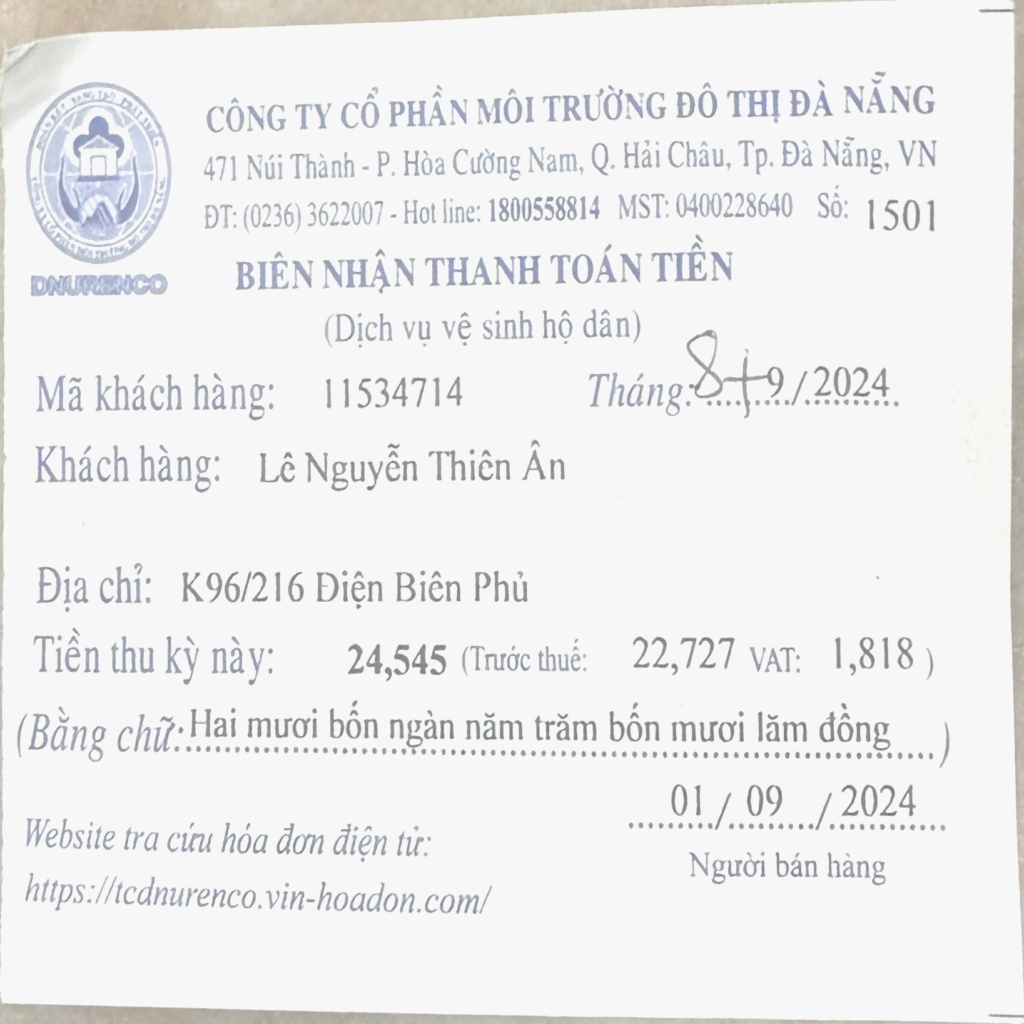 CÔNG TY CỔ PHẦN MÔI TRƯỜNG ĐÔ THỊ ĐÀ NẴNG
471 Núi Thành - P. Hòa Cường Nam, Q. Hải Châu, Tp. Đà Nẵng, VN
ĐT: (0236) 3622007 - Hot line: 1800558814 MST: 0400228640 Số: 1501
DNURENCO
BIÊN NHẬN THANH TOÁN TIỀN
(Dịch vụ vệ sinh hộ dân)
Mã khách hàng: 11534714 Tháng: 8+9/2024
Khách hàng: Lê Nguyễn Thiên Ân
Địa chỉ: K96/216 Điện Biên Phủ
Tiền thu kỳ này: 24,545 (Trước thuế: 22,727 VAT: 1,818 )
(Bằng chữ: Hai mươi bốn ngàn năm trăm bốn mươi lăm đồng )
01 / 09 / 2024
Website tra cứu hóa đơn điện tử:
Người bán hàng
https://tcdnurenco.vin-hoadon.com/